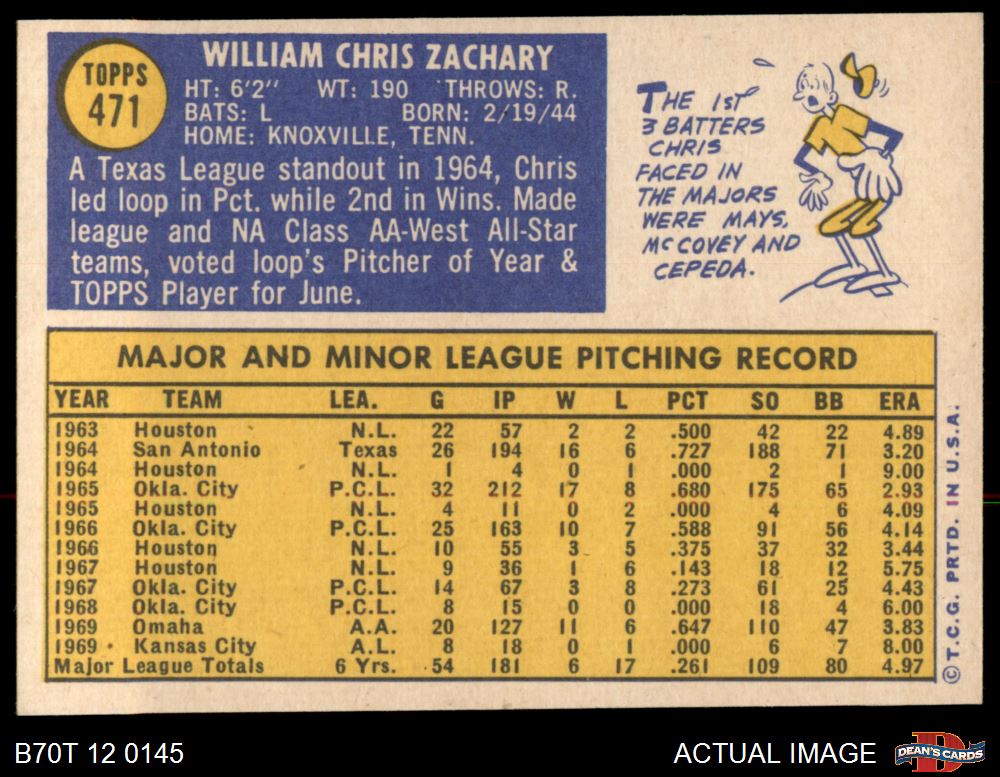 TOPPS
471
WILLIAM CHRIS ZACHARY
HT: 6'2" WT: 190 THROWS: R.
BATS: L BORN: 2/19/44
HOME: KNOXVILLE, TENN.
A Texas League standout in 1964, Chris
led loop in Pct. while 2nd in Wins. Made
league and NA Class AA-West All-Star
teams, voted loop's Pitcher of Year &
TOPPS Player for June.
THE 1ST
3 BATTERS
CHRIS
FACED IN
THE MAJORS
WERE MAYS,
McCOVEY AND
CEPEDA.
MAJOR AND MINOR LEAGUE PITCHING RECORD
YEAR TEAM LEA. G IP W L PCT SO BB ERA
1963 Houston N.L. 22 57 2 2 .500 42 22 4.89
1964 San Antonio Texas 26 194 16 6 .727 188 71 3.20
1964 Houston N.L. 1 4 0 1 .000 2 1 9.00
1965 Okla. City P.C.L. 32 212 17 8 .680 175 65 2.93
1965 Houston N.L. 4 11 0 2 .000 4 6 4.09
1966 Okla. City P.C.L. 25 163 10 7 .588 91 56 4.14
1966 Houston N.L. 10 55 3 5 .375 37 32 3.44
1967 Houston N.L. 9 36 1 6 .143 18 12 5.75
1967 Okla. City P.C.L. 14 67 3 8 .273 61 25 4.43
1968 Okla. City P.C.L. 8 15 0 0 .000 18 4 6.00
1969 Omaha A.A. 20 127 11 6 .647 110 47 3.83
1969 Kansas City A.L. 8 18 0 1 .000 6 7 8.00
Major League Totals 6 Yrs. 54 181 6 17 .261 109 80 4.97
© T.C.G. PRTD. IN U.S.A.
B70T 12 0145
ACTUAL IMAGE
D
DEAN'S CARDS